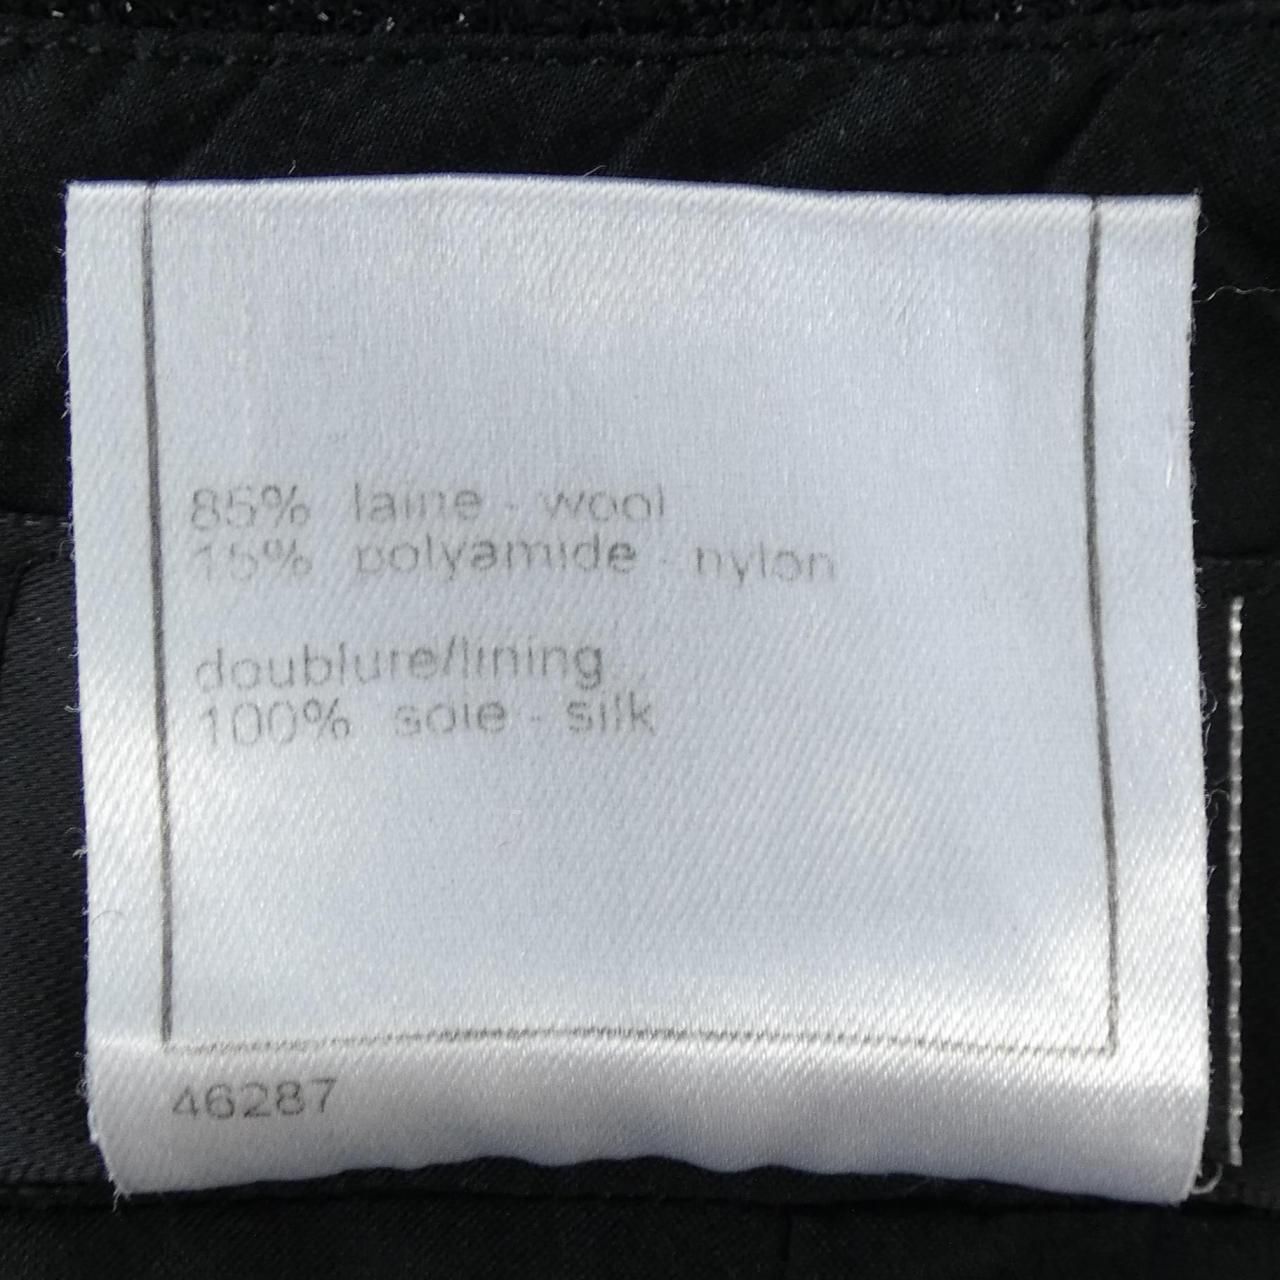 85% laine - wool
15% polyamide - nylon
doublure/lining
100% soie - silk
46287